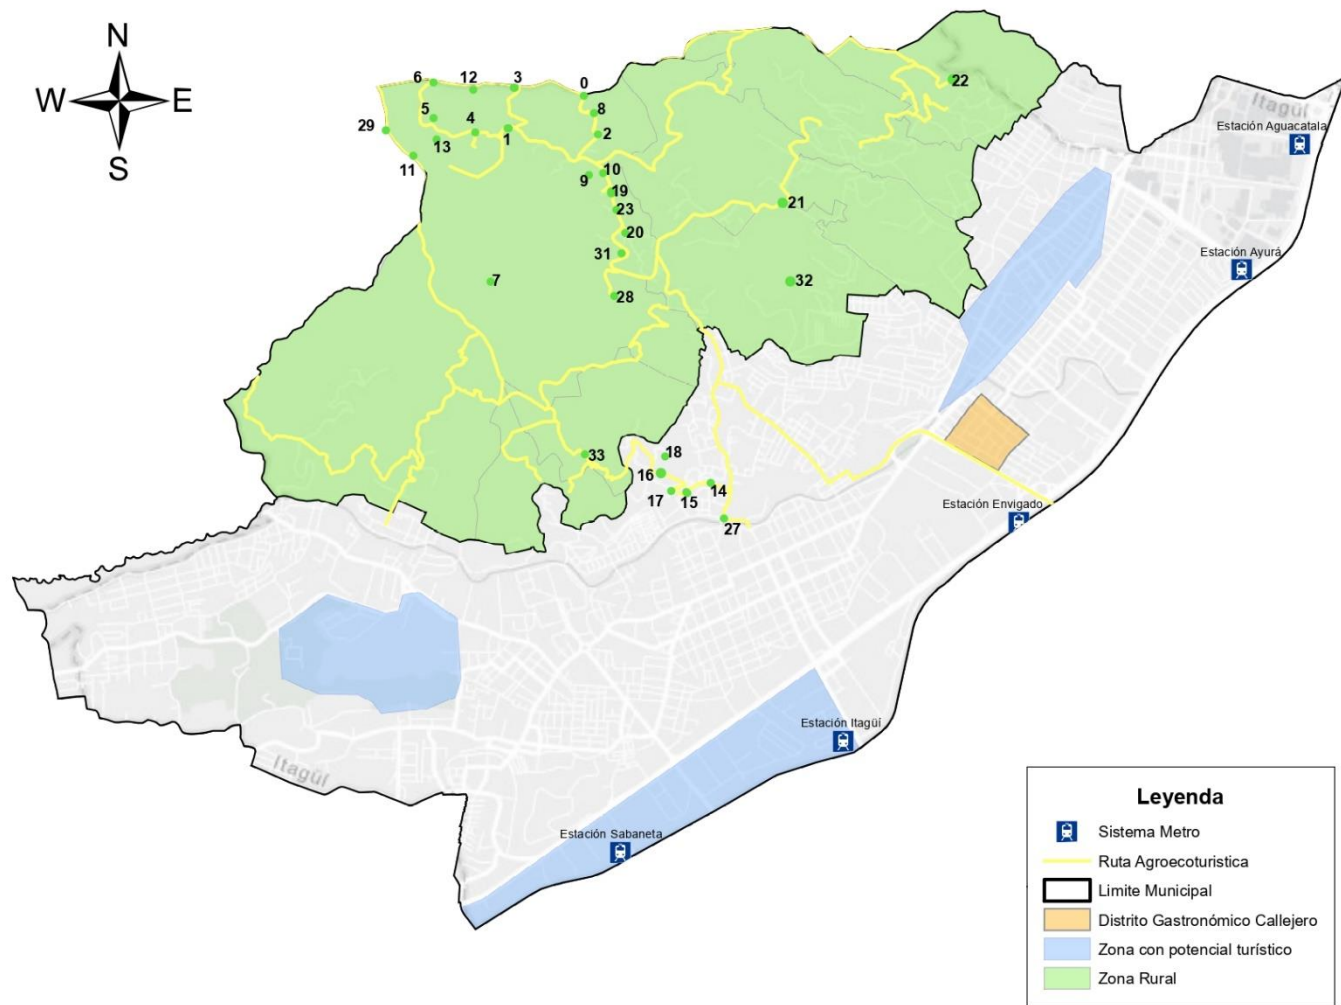 N
W E
S
6
12
3
0
22
5
4
8
29
1
2
13
11
Itagüí
Estación Aguacatala
10
9
19
21
23
20
31
Estación Ayurá
7
32
28
33
18
16
14
17
15
27
Estación Envigado
Estación Itagüí
Itagüí
Estación Sabaneta
Leyenda
Sistema Metro
Ruta Agroecoturistica
Limite Municipal
Distrito Gastronómico Callejero
Zona con potencial turístico
Zona Rural